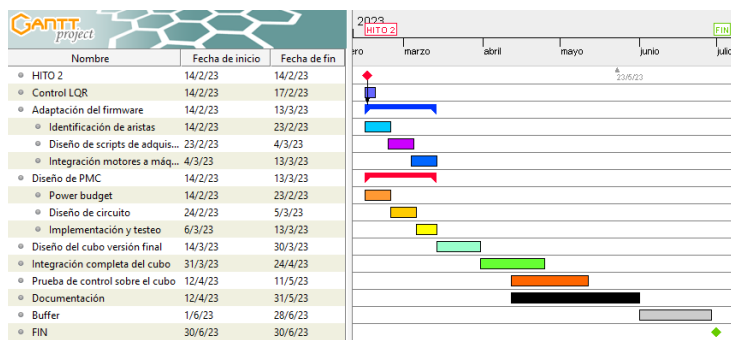 GANTT
project
2023
HITO 2
FIN
ero marzo abril mayo junio julio
Nombre Fecha de inicio Fecha de fin
23/5/23
HITO 2 14/2/23 14/2/23
Control LQR 14/2/23 17/2/23
Adaptación del firmware 14/2/23 13/3/23
Identificación de aristas 14/2/23 23/2/23
Diseño de scripts de adquis... 23/2/23 4/3/23
Integración motores a máq... 4/3/23 13/3/23
Diseño de PMC 14/2/23 13/3/23
Power budget 14/2/23 23/2/23
Diseño de circuito 24/2/23 5/3/23
Implementación y testeo 6/3/23 13/3/23
Diseño del cubo versión final 14/3/23 30/3/23
Integración completa del cubo 31/3/23 24/4/23
Prueba de control sobre el cubo 12/4/23 11/5/23
Documentación 12/4/23 31/5/23
Buffer 1/6/23 28/6/23
FIN 30/6/23 30/6/23